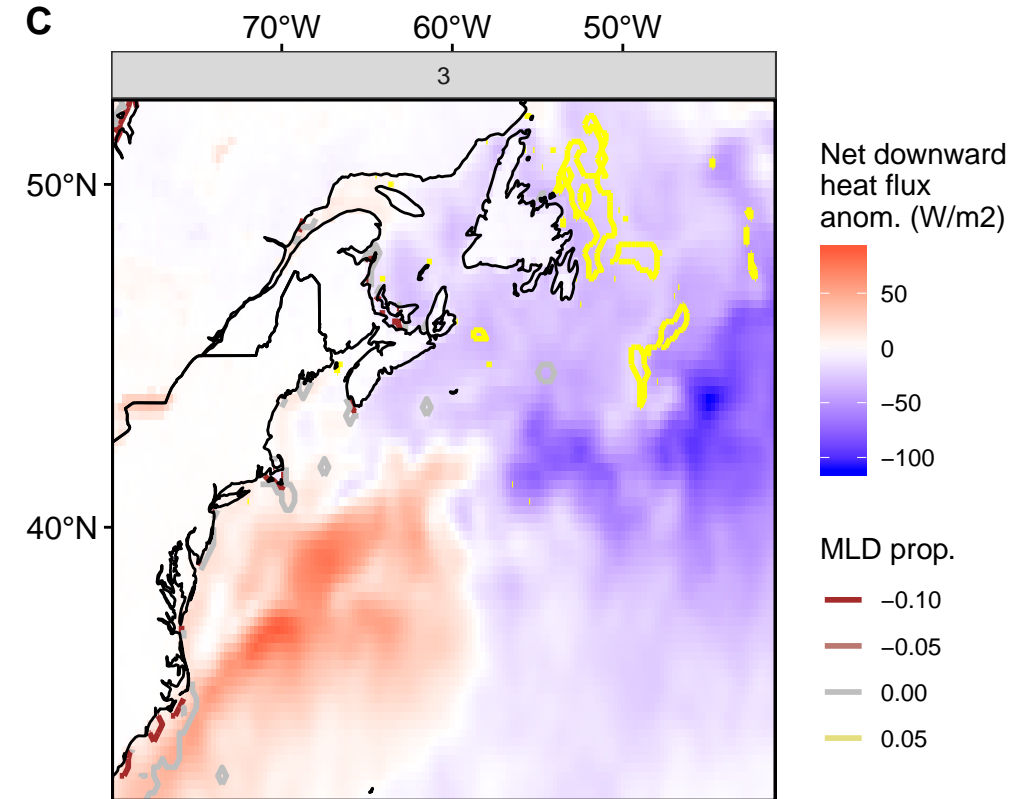 C
70°W 60°W 50°W
3
50°N
40°N
Net downward
heat flux
anom. (W/m2)
50
0
−50
−100
MLD prop.
−0.10
−0.05
0.00
0.05